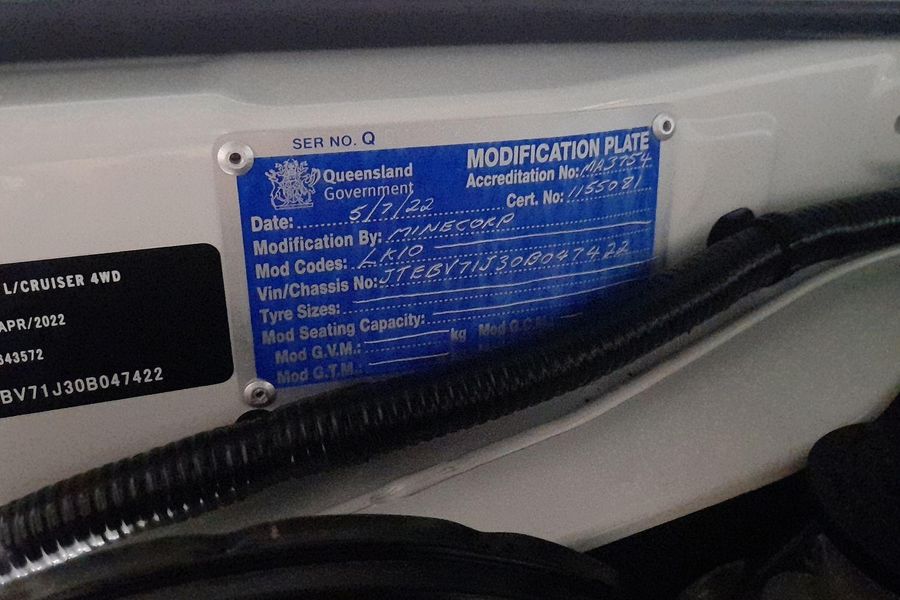 L/CRUISER 4WD
APR/2022
343572
BV71J30B047422
SER NO. Q
Queensland
Government
MODIFICATION PLATE
Accreditation No: MA3754
Cert. No: 1155081
Date: 5/7/22
Modification By: MINECORP
Mod Codes: LK10
Vin/Chassis No: JTEBV71J30B047422
Tyre Sizes:
Mod Seating Capacity:
Mod G.V.M.: kg Mod G.C.M.
Mod G.T.M.: